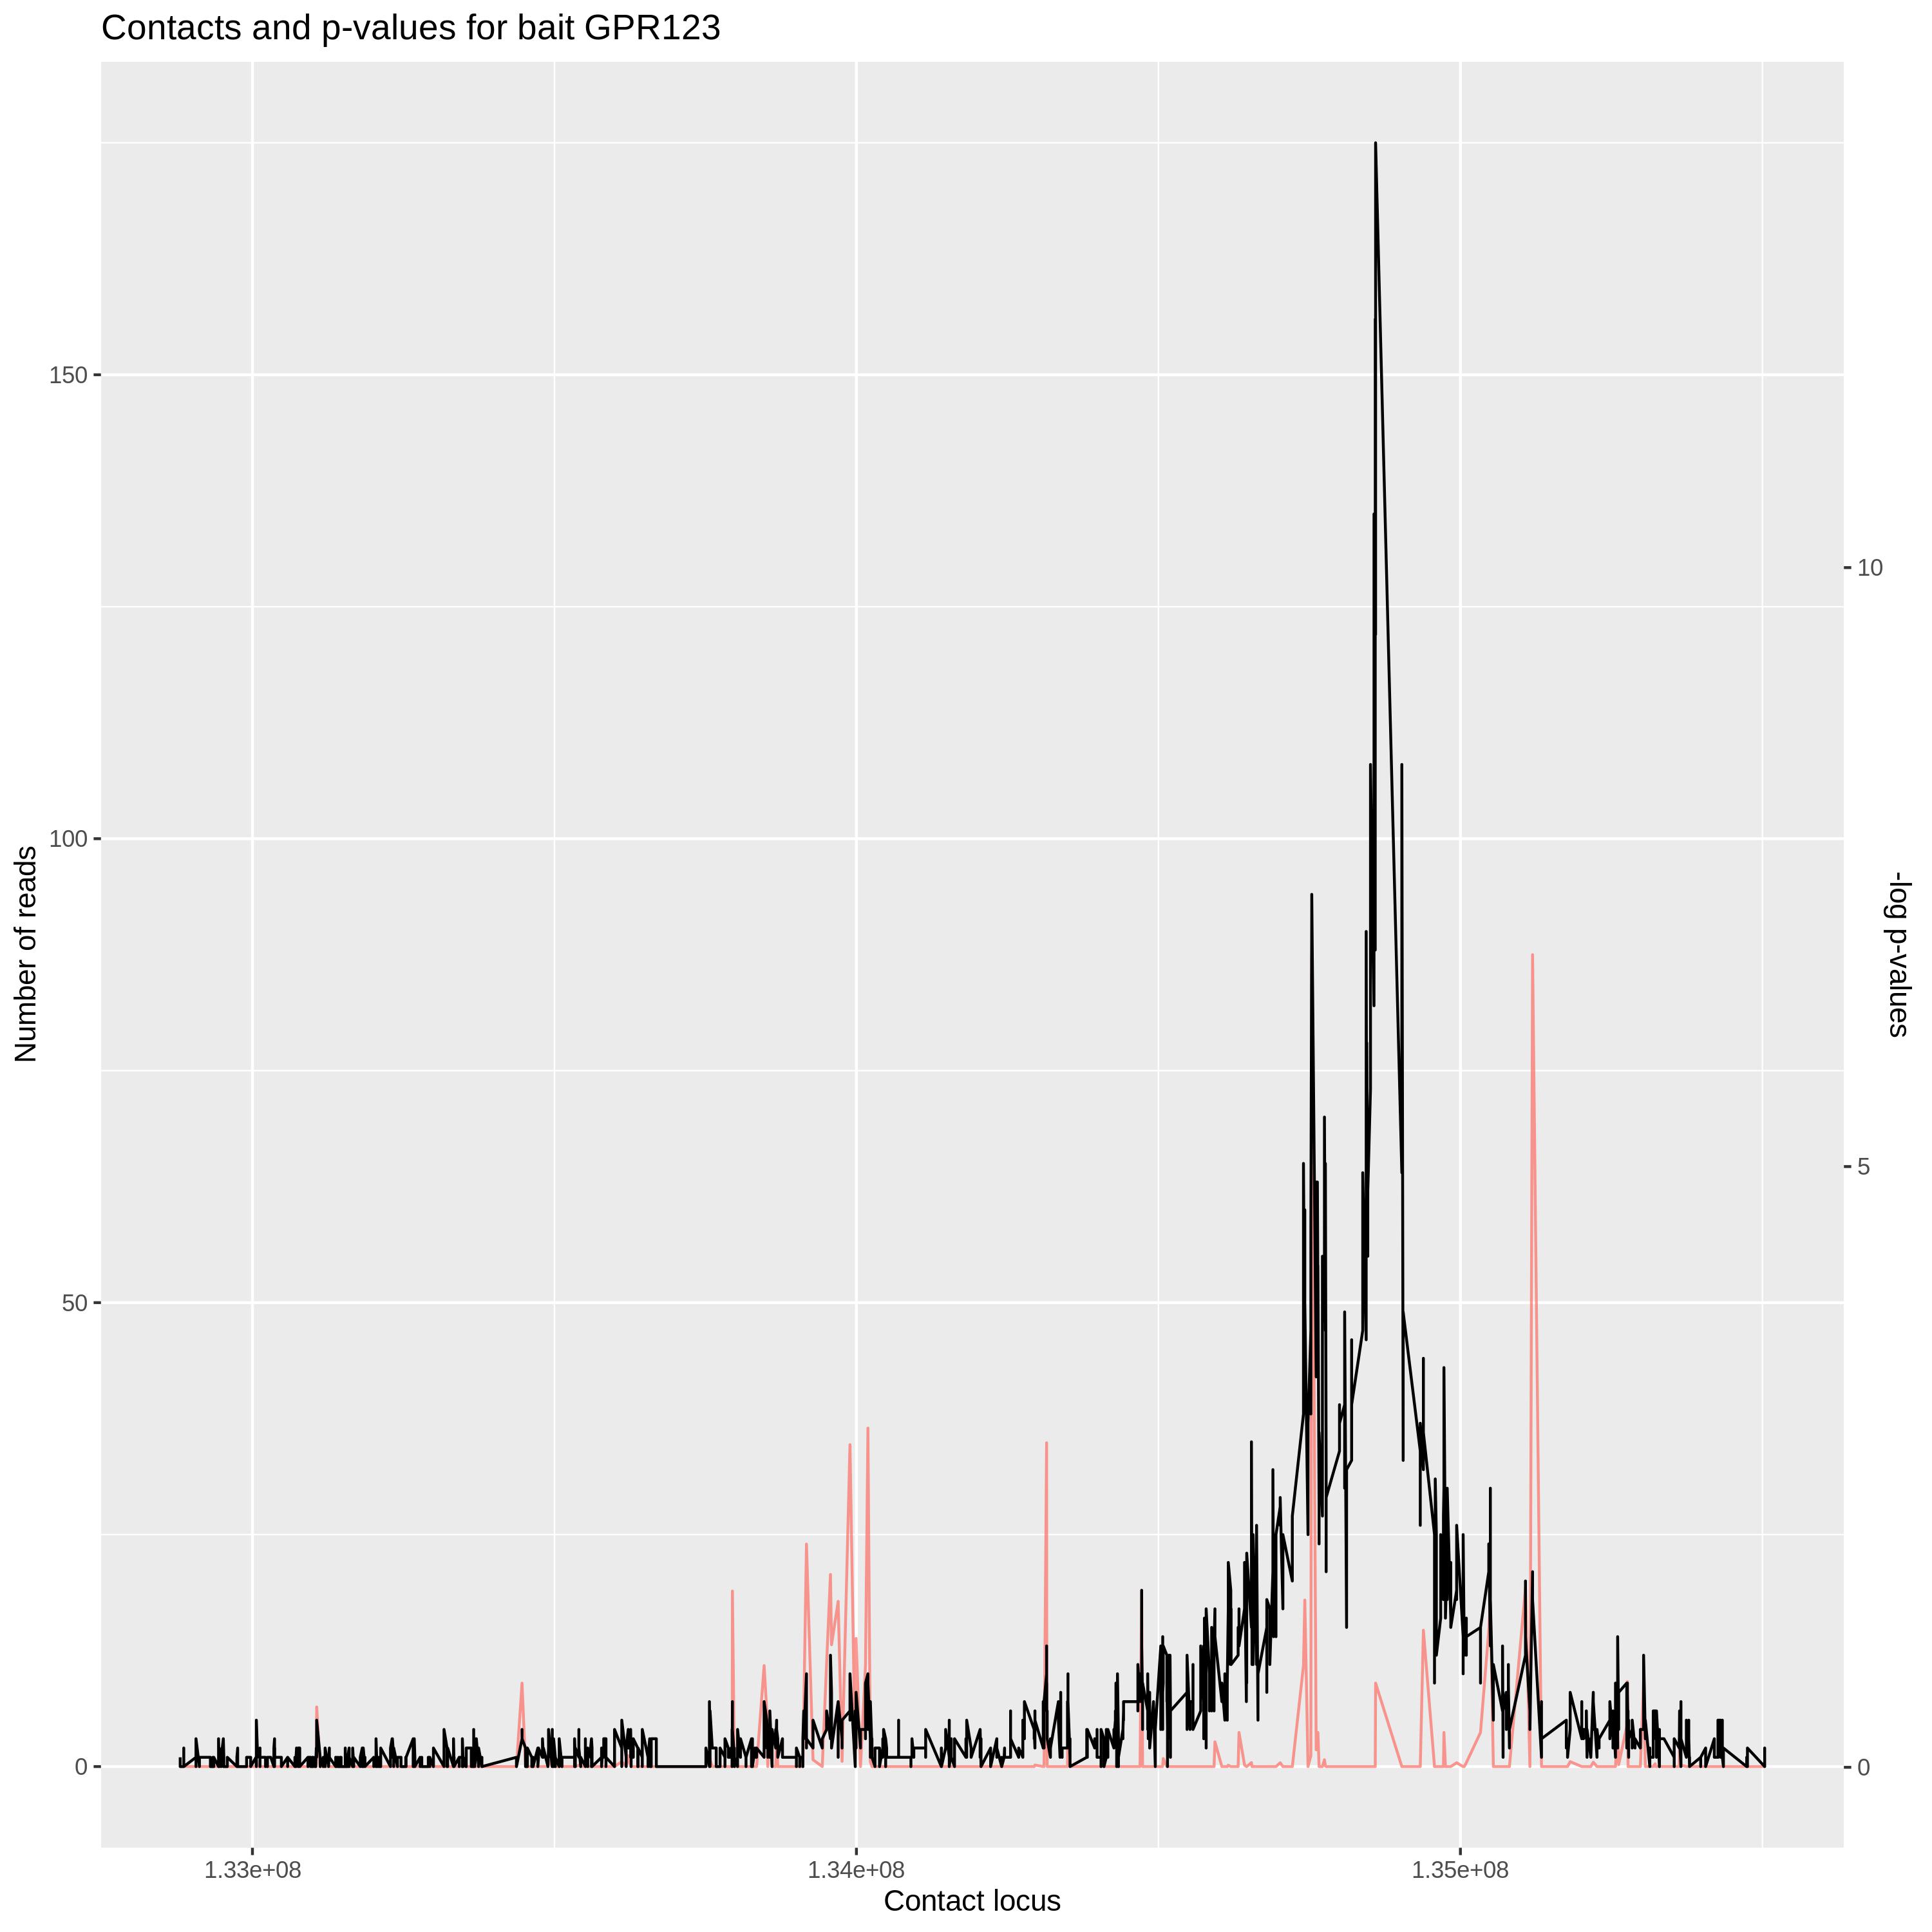 Contacts and p-values for bait GPR123
Number of reads
150
100
50
0
10
5
0
-log p-values
1.33e+08
1.34e+08
1.35e+08
Contact locus